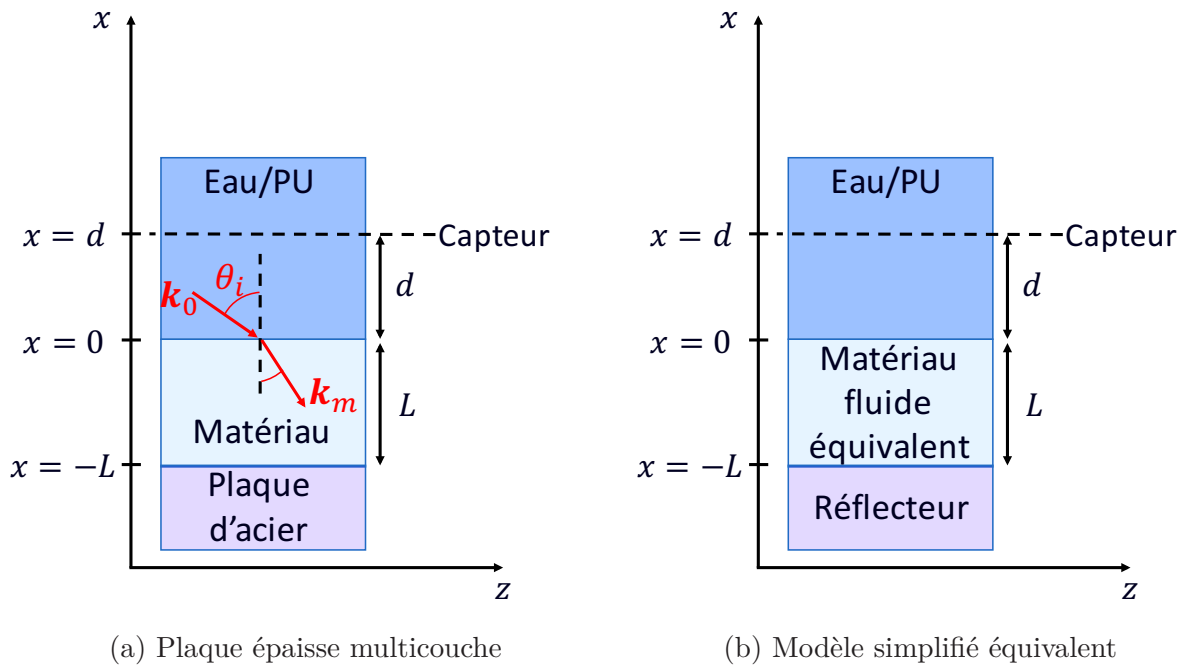 x
Eau/PU
x = d
Capteur
θᵢ
d
𝒌₀
x = 0
𝒌ₘ
L
Matériau
x = −L
Plaque
d'acier
z
(a) Plaque épaisse multicouche
x
Eau/PU
x = d
Capteur
d
x = 0
Matériau
fluide
équivalent
L
x = −L
Réflecteur
z
(b) Modèle simplifié équivalent